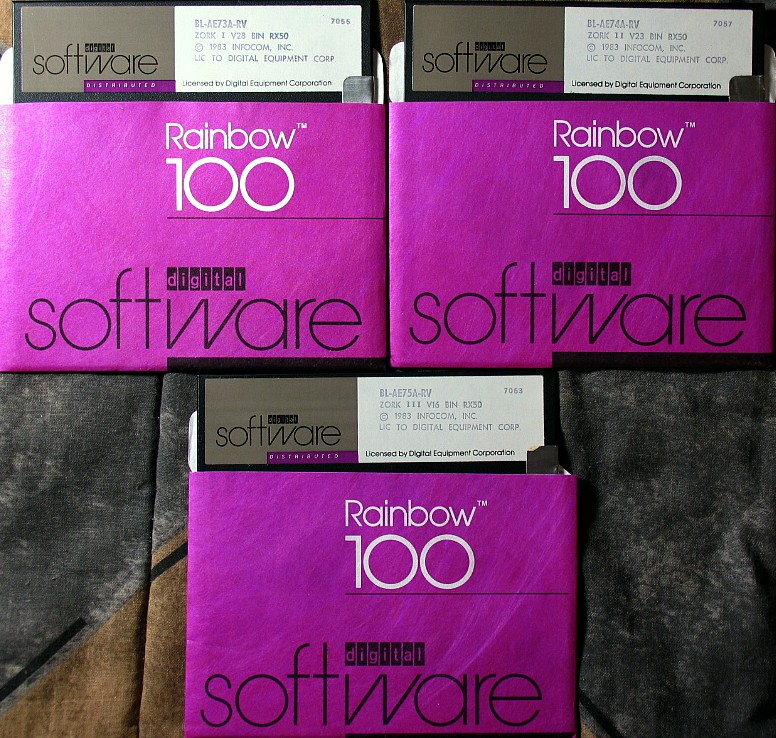 digital
software
DISTRIBUTED
BL-AE73A-RV 7055
ZORK I V28 BIN RX50
© 1983 INFOCOM, INC.
LIC TO DIGITAL EQUIPMENT CORP.
Licensed by Digital Equipment Corporation
Rainbow™
100
digital
software
digital
software
DISTRIBUTED
BL-AE74A-RV 7057
ZORK II V23 BIN RX50
© 1983 INFOCOM, INC.
LIC TO DIGITAL EQUIPMENT CORP.
Licensed by Digital Equipment Corporation
Rainbow™
100
digital
software
digital
software
DISTRIBUTED
BL-AE75A-RV 7063
ZORK III V16 BIN RX50
© 1983 INFOCOM, INC.
LIC TO DIGITAL EQUIPMENT CORP.
Licensed by Digital Equipment Corporation
Rainbow™
100
digital
software